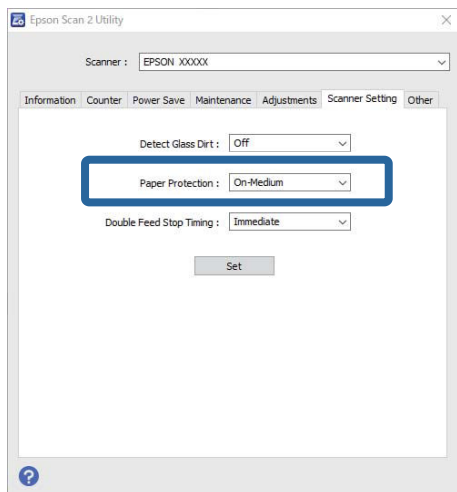 Epson Scan 2 Utility
Scanner : EPSON XXXXX
Information Counter Power Save Maintenance Adjustments Scanner Setting Other
Detect Glass Dirt : Off
Paper Protection : On-Medium
Double Feed Stop Timing : Immediate
Set
?